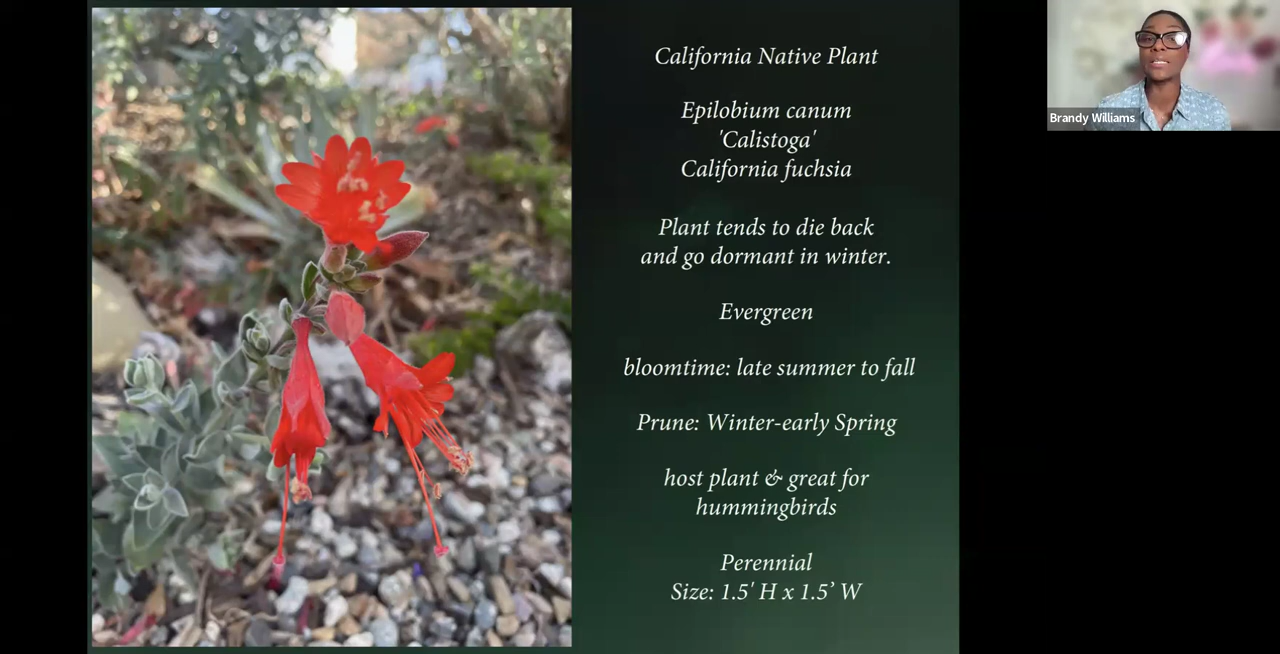 California Native Plant
Epilobium canum
'Calistoga'
California fuchsia
Plant tends to die back
and go dormant in winter.
Evergreen
bloomtime: late summer to fall
Prune: Winter-early Spring
host plant & great for
hummingbirds
Perennial
Size: 1.5' H x 1.5’ W
Brandy Williams